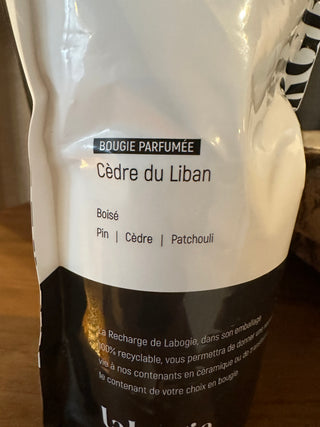 BOUGIE PARFUMÉE
Cèdre du Liban
Boisé
Pin | Cèdre | Patchouli
La Recharge de Labogie, dans son emballage
100% recyclable, vous permettra de donner une
vie à nos contenants en céramique ou de
le contenant de votre choix en bougie